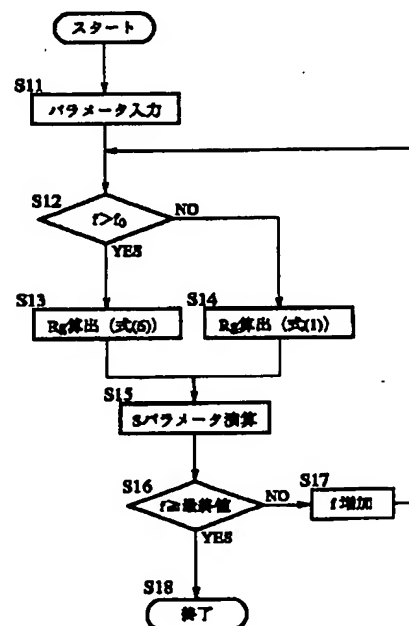 スタート
S11
パラメータ入力
S12
f>f₀
NO
YES
S13
Rg算出 (式(6))
S14
Rg算出 (式(1))
S15
Sパラメータ演算
S16
f≧最終値
NO
YES
S17
f 増加
S18
終了